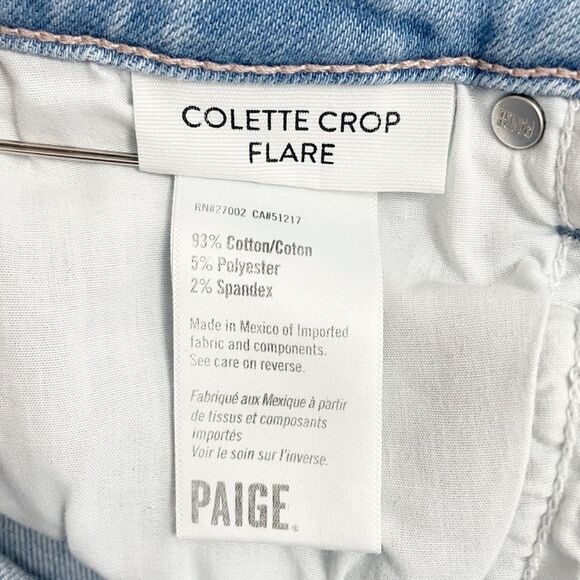 COLETTE CROP
FLARE
RN#27002 CA#51217
93% Cotton/Coton
5% Polyester
2% Spandex
Made in Mexico of Imported
fabric and components.
See care on reverse.
Fabriqué aux Mexique à partir
de tissus et composants
importés
Voir le soin sur l'inverse.
PAIGE®